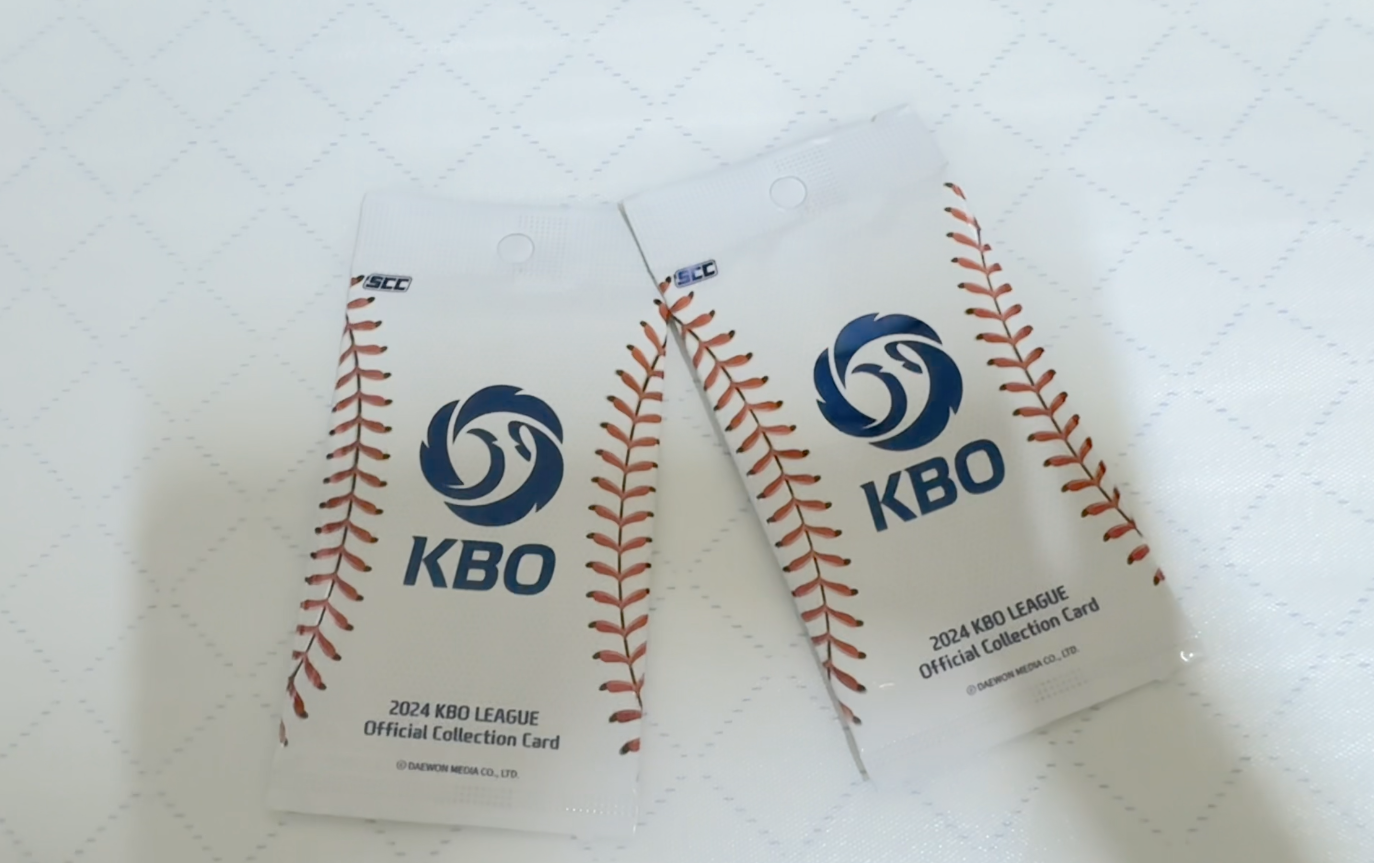 SCC
KBO
2024 KBO LEAGUE
Official Collection Card
ⓒ DAEWON MEDIA CO., LTD.
SCC
KBO
2024 KBO LEAGUE
Official Collection Card
ⓒ DAEWON MEDIA CO., LTD.